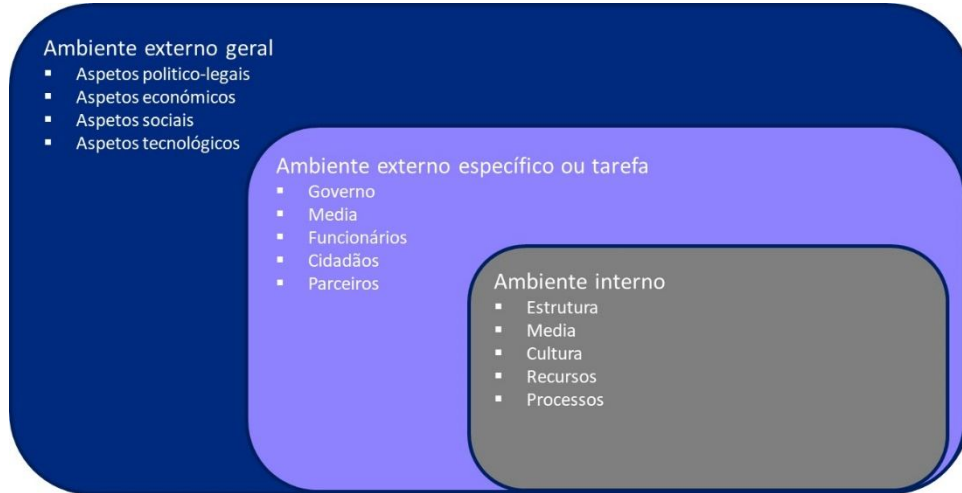 Ambiente externo geral
▪ Aspetos politico-legais
▪ Aspetos económicos
▪ Aspetos sociais
▪ Aspetos tecnológicos
Ambiente externo específico ou tarefa
▪ Governo
▪ Media
▪ Funcionários
▪ Cidadãos
▪ Parceiros
Ambiente interno
▪ Estrutura
▪ Media
▪ Cultura
▪ Recursos
▪ Processos